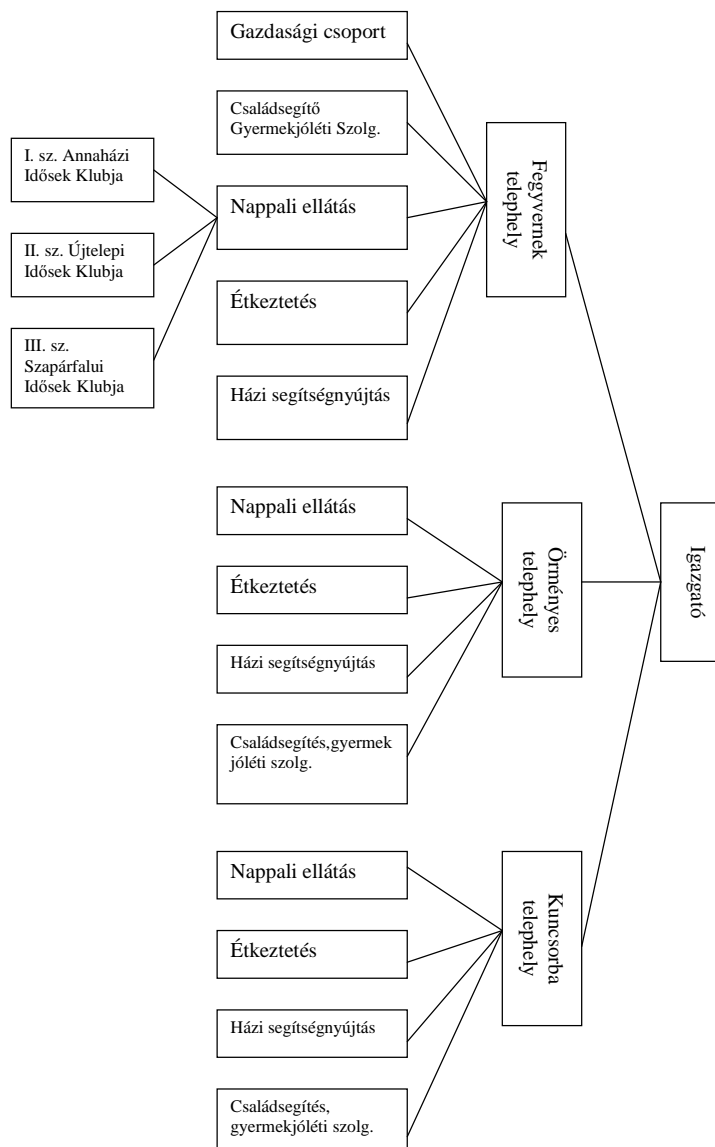 Gazdasági csoport
Családsegítő
Gyermekjóléti Szolg.
Nappali ellátás
Étkeztetés
Házi segítségnyújtás
I. sz. Annaházi
Idősek Klubja
II. sz. Újtelepi
Idősek Klubja
III. sz.
Szapárfalui
Idősek Klubja
Fegyvernek
telephely
Nappali ellátás
Étkeztetés
Házi segítségnyújtás
Családsegítés,gyermek
jóléti szolg.
Örményes
telephely
Igazgató
Nappali ellátás
Étkeztetés
Házi segítségnyújtás
Családsegítés,
gyermekjóléti szolg.
Kuncsorba
telephely